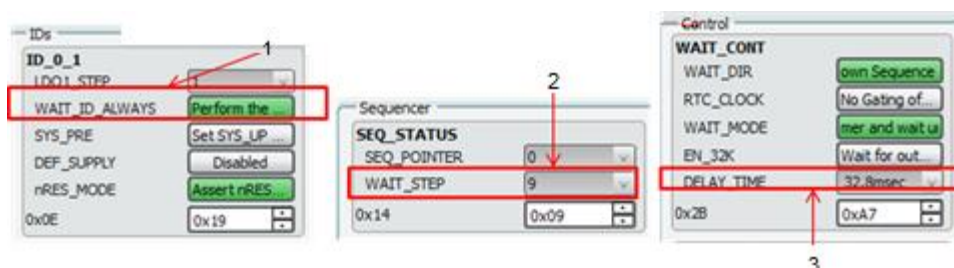 IDs
1
ID_0_1
LDO1_STEP 1
WAIT_ID_ALWAYS Perform the ...
SYS_PRE Set SYS_UP ...
DEF_SUPPLY Disabled
nRES_MODE Assert nRES...
0x0E 0x19
2
Sequencer
SEQ_STATUS
SEQ_POINTER 0
WAIT_STEP 9
0x14 0x09
Control
WAIT_CONT
WAIT_DIR own Sequence
RTC_CLOCK No Gating of...
WAIT_MODE mer and wait u
EN_32K Wait for out...
DELAY_TIME 32.8msec
0x2B 0xA7
3